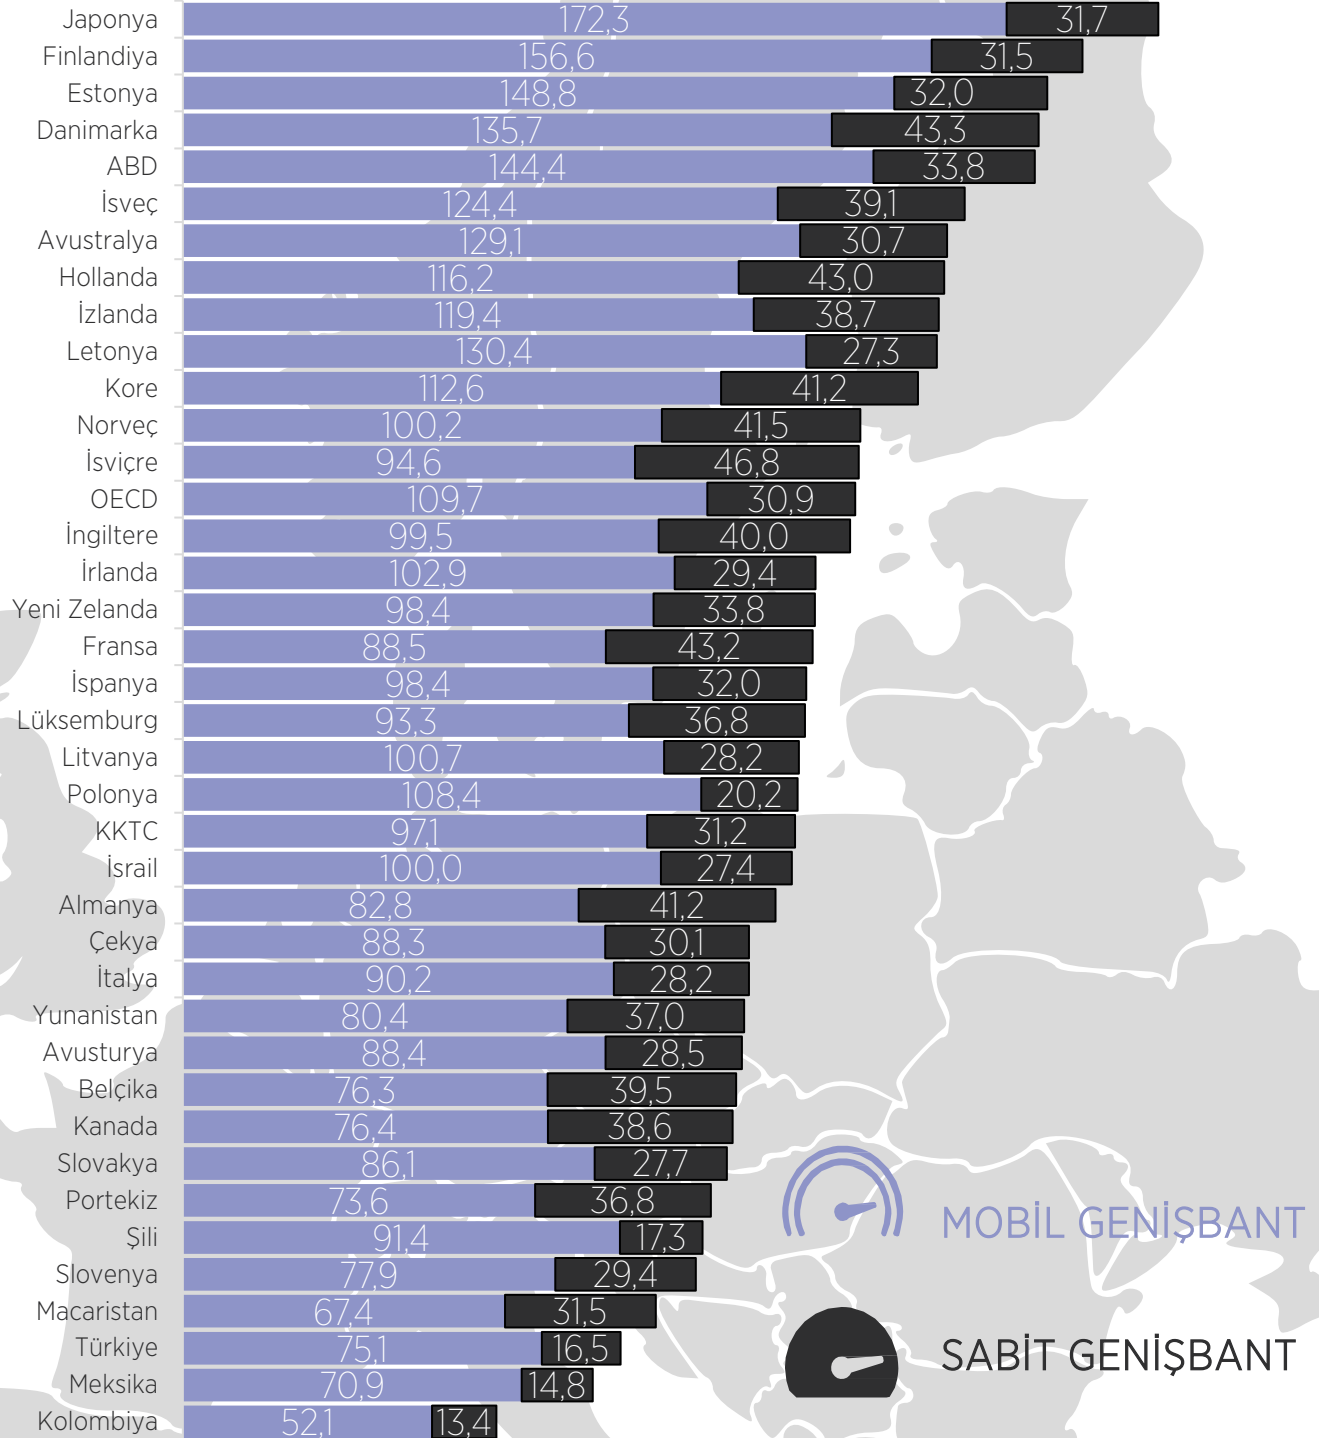 Japonya 172,3 31,7
Finlandiya 156,6 31,5
Estonya 148,8 32,0
Danimarka 135,7 43,3
ABD 144,4 33,8
İsveç 124,4 39,1
Avustralya 129,1 30,7
Hollanda 116,2 43,0
İzlanda 119,4 38,7
Letonya 130,4 27,3
Kore 112,6 41,2
Norveç 100,2 41,5
İsviçre 94,6 46,8
OECD 109,7 30,9
İngiltere 99,5 40,0
İrlanda 102,9 29,4
Yeni Zelanda 98,4 33,8
Fransa 88,5 43,2
İspanya 98,4 32,0
Lüksemburg 93,3 36,8
Litvanya 100,7 28,2
Polonya 108,4 20,2
KKTC 97,1 31,2
İsrail 100,0 27,4
Almanya 82,8 41,2
Çekya 88,3 30,1
İtalya 90,2 28,2
Yunanistan 80,4 37,0
Avusturya 88,4 28,5
Belçika 76,3 39,5
Kanada 76,4 38,6
Slovakya 86,1 27,7
Portekiz 73,6 36,8
Şili 91,4 17,3
Slovenya 77,9 29,4
Macaristan 67,4 31,5
Türkiye 75,1 16,5
Meksika 70,9 14,8
Kolombiya 52,1 13,4
MOBİL GENİŞBANT
SABİT GENİŞBANT